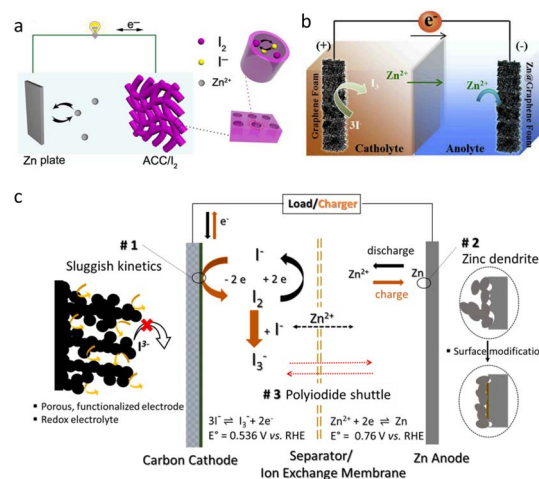 a
e⁻
I₂
I⁻
Zn²⁺
Zn plate
ACC/I₂
b
e⁻
(+)
(-)
Graphene Foam
I₃⁻
3I⁻
Zn²⁺
Zn²⁺
Zn@Graphene Foam
Catholyte
Anolyte
c
Load/Charger
e⁻
# 1
Sluggish kinetics
I³⁻
▪ Porous, functionalized electrode
▪ Redox electrolyte
I⁻
- 2 e
+ 2 e
I₂
+ I⁻
I₃⁻
Zn²⁺
discharge
Zn²⁺
Zn
charge
# 2
Zinc dendrite
▪ Surface modification
# 3 Polyiodide shuttle
3I⁻ ⇌ I₃⁻ + 2e⁻
E° = 0.536 V vs. RHE
Zn²⁺ + 2e ⇌ Zn
E° = 0.76 V vs. RHE
Carbon Cathode
Separator/
Ion Exchange Membrane
Zn Anode